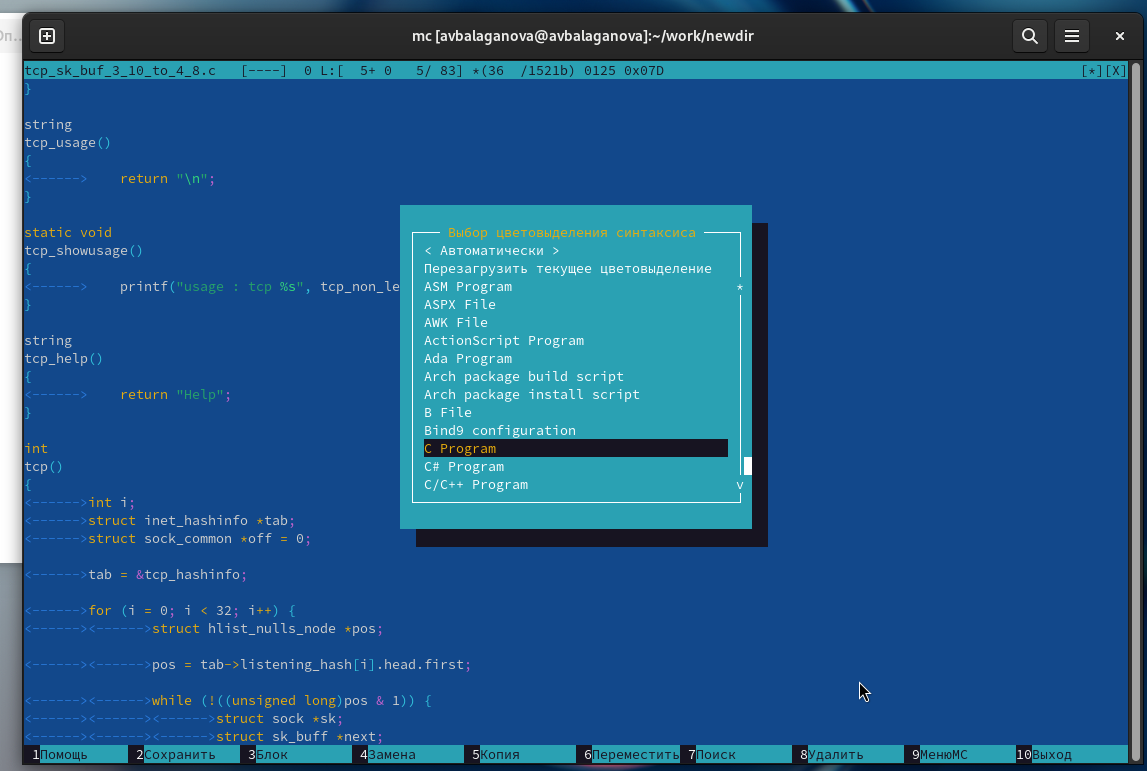 Эп...
mc [avbalaganova@avbalaganova]:~/work/newdir
tcp_sk_buf_3_10_to_4_8.c   [----]  0 L:[  5+ 0   5/ 83] *(36  /1521b) 0125 0x07D [*][X]
}
string
tcp_usage()
{
<------>    return "\n";
}
static void
tcp_showusage()
{
<------>    printf("usage : tcp %s", tcp_non_le
}
string
tcp_help()
{
<------>    return "Help";
}
int
tcp()
{
<------>int i;
<------>struct inet_hashinfo *tab;
<------>struct sock_common *off = 0;
<------>tab = &tcp_hashinfo;
<------>for (i = 0; i < 32; i++) {
<------><------>struct hlist_nulls_node *pos;
<------><------>pos = tab->listening_hash[i].head.first;
<------><------>while (!((unsigned long)pos & 1)) {
<------><------><------>struct sock *sk;
<------><------><------>struct sk_buff *next;
Выбор цветовыделения синтаксиса
< Автоматически >
Перезагрузить текущее цветовыделение
ASM Program
ASPX File
AWK File
ActionScript Program
Ada Program
Arch package build script
Arch package install script
B File
Bind9 configuration
C Program
C# Program
C/C++ Program
1Помощь 2Сохранить 3Блок 4Замена 5Копия 6Переместить 7Поиск 8Удалить 9МенюMC 10Выход